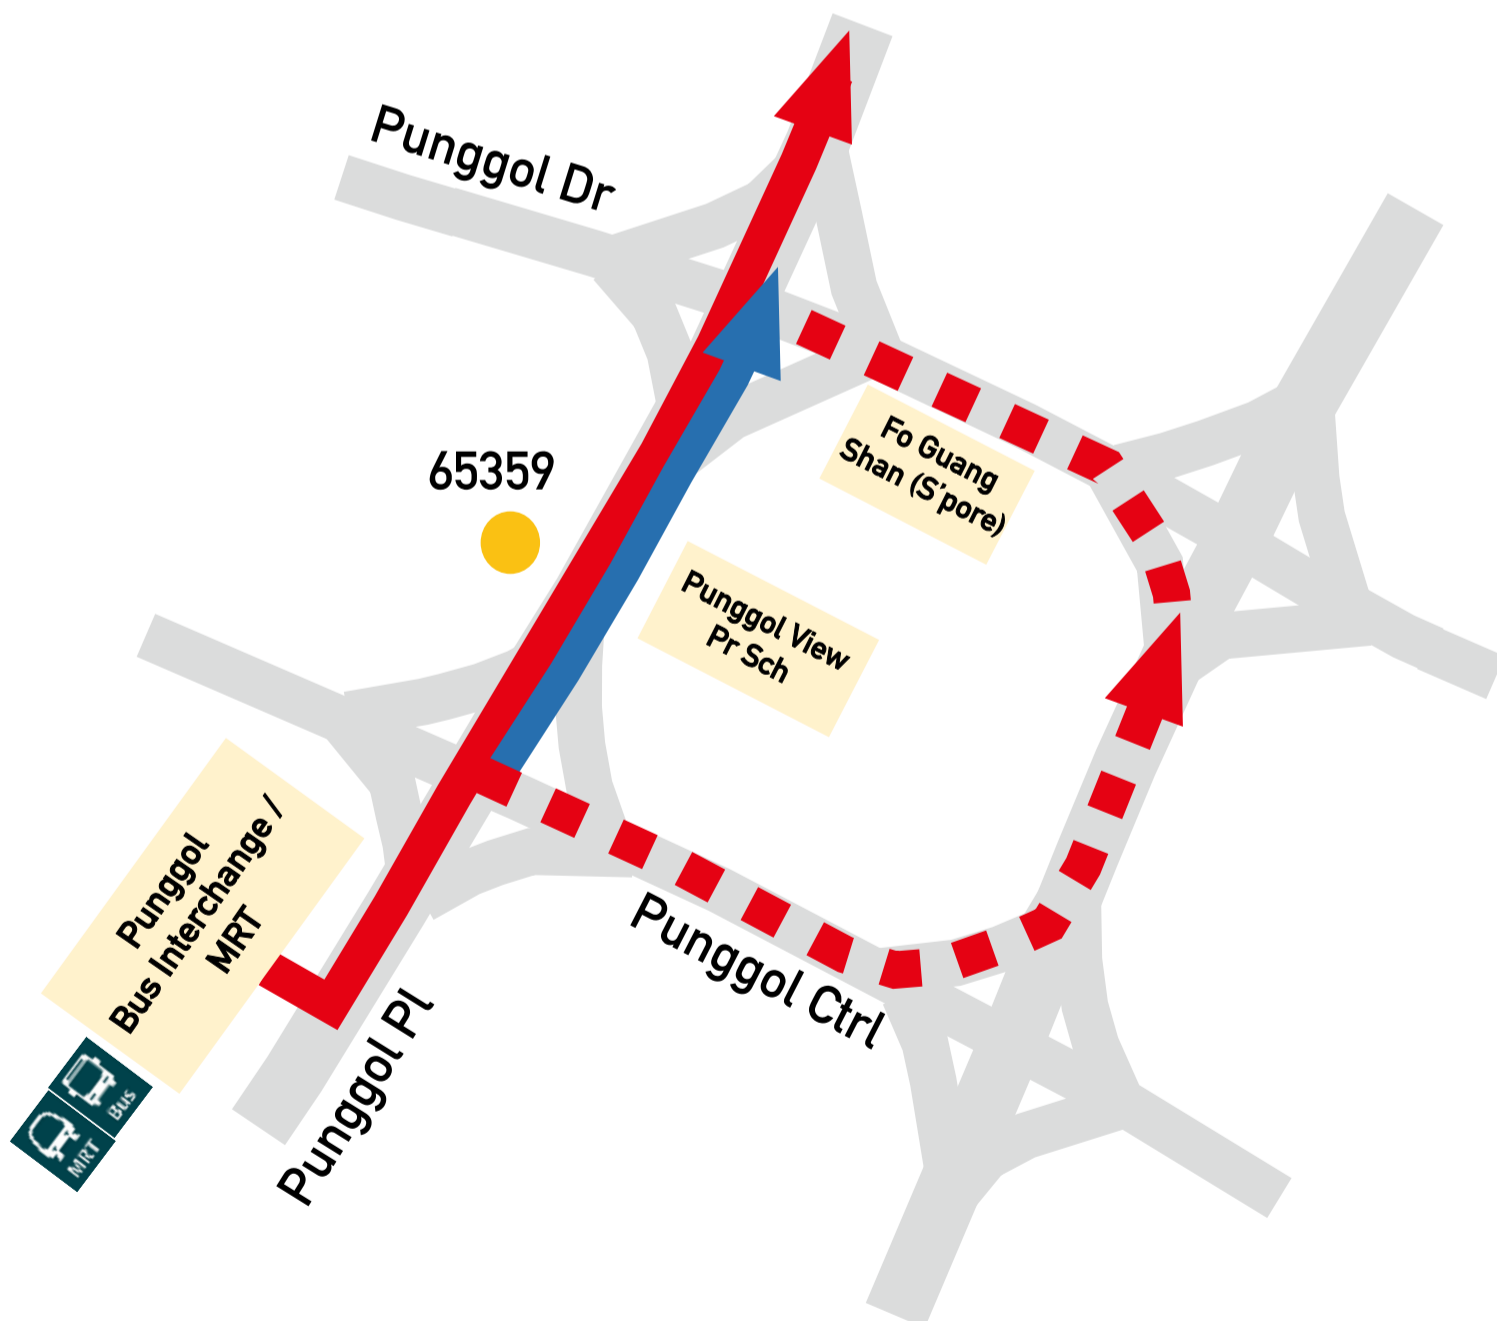 Punggol Dr
65359
Fo Guang
Shan (S'pore)
Punggol View
Pr Sch
Punggol
Bus Interchange /
MRT
Bus
MRT
Punggol Pl
Punggol Ctrl